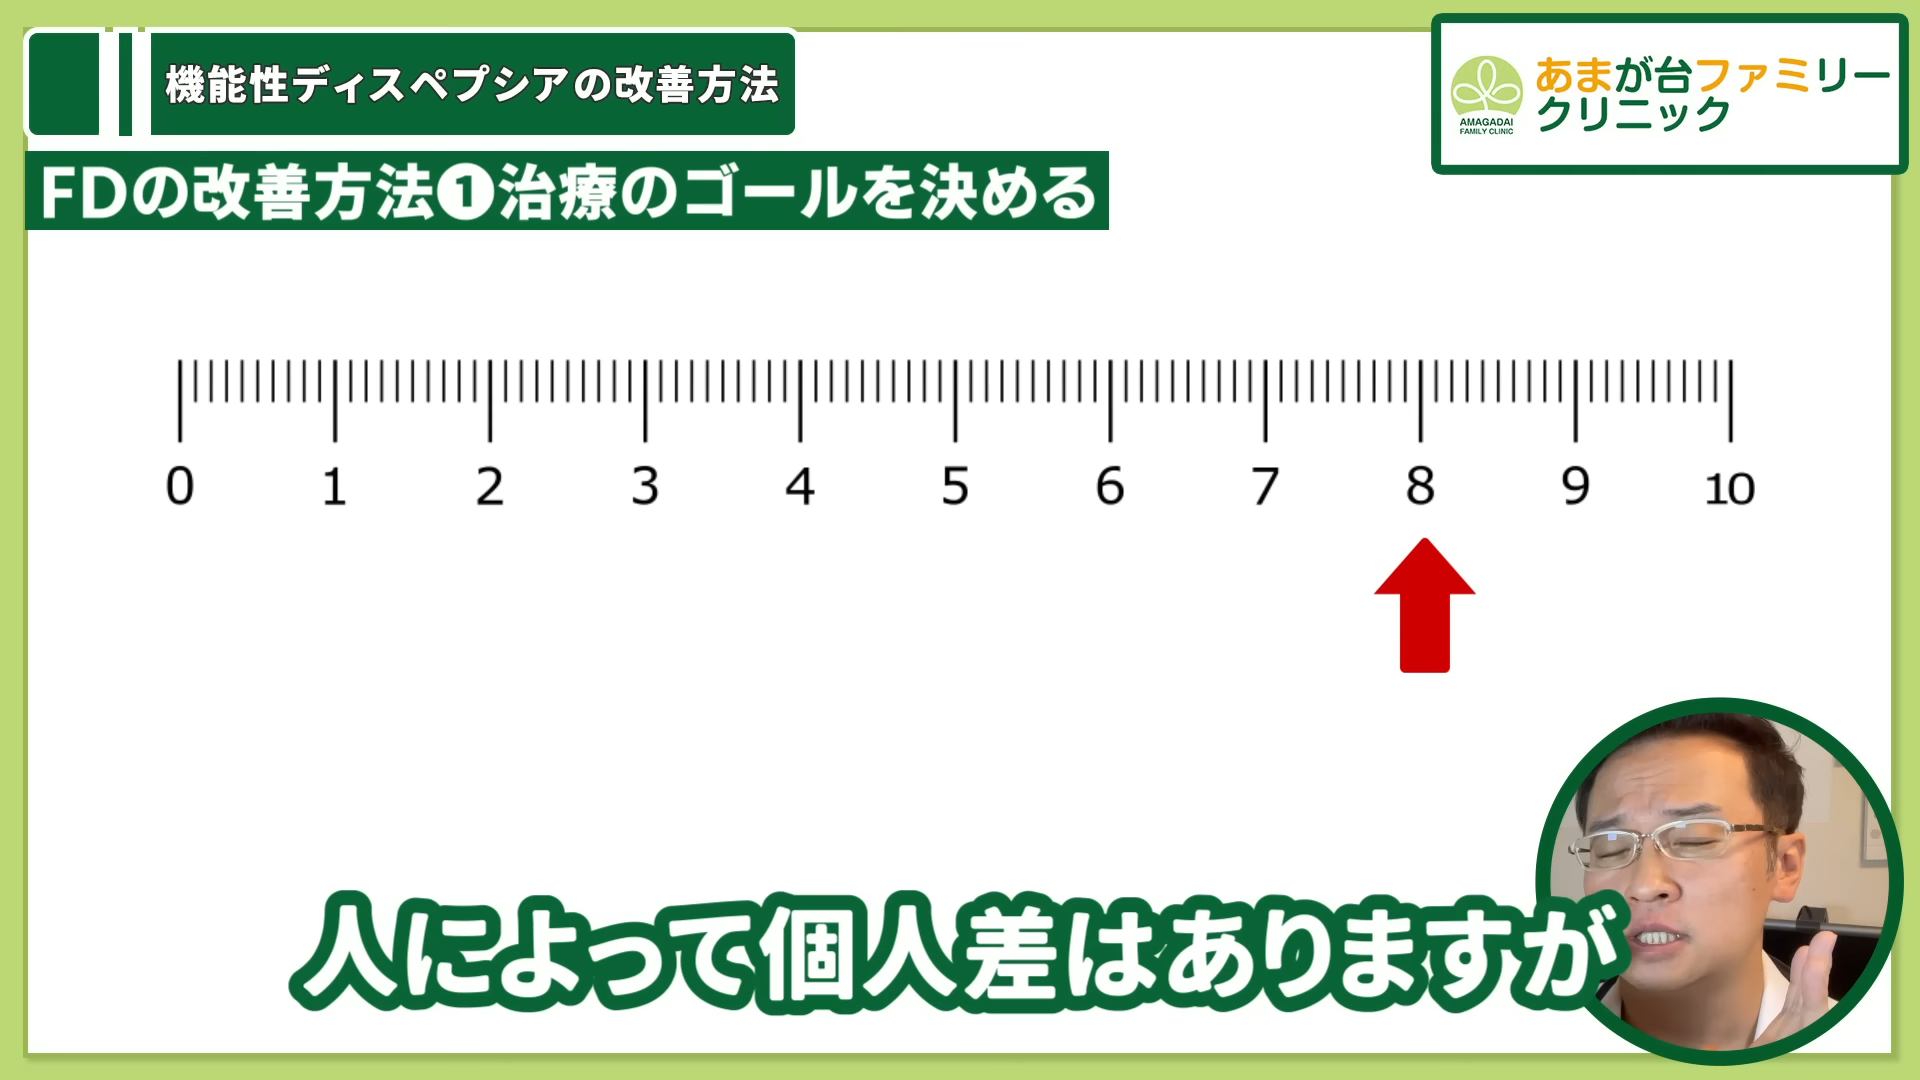 機能性ディスペプシアの改善方法
あまが台ファミリー
クリニック
AMAGADAI
FAMILY CLINIC
FDの改善方法❶治療のゴールを決める
0 1 2 3 4 5 6 7 8 9 10
人によって個人差はありますが